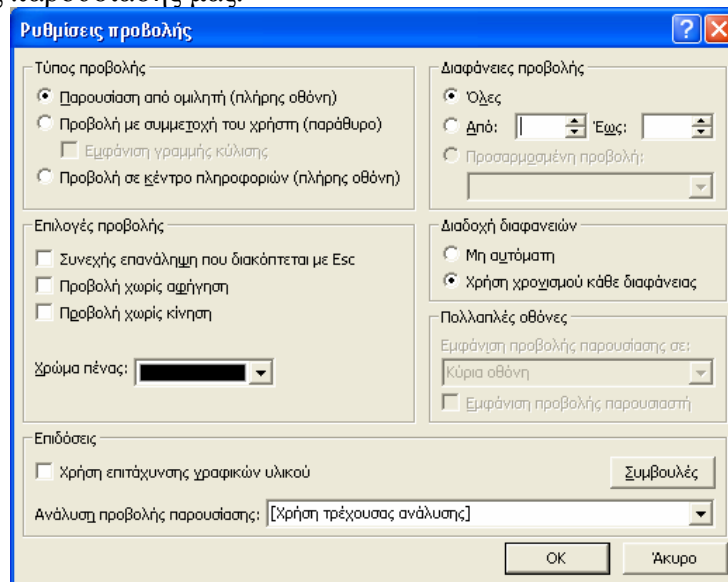 ς παρουσίασής μας.
Ρυθμίσεις προβολής
Τύπος προβολής
Παρουσίαση από ομιλητή (πλήρης οθόνη)
Προβολή με συμμετοχή του χρήστη (παράθυρο)
Εμφάνιση γραμμής κύλισης
Προβολή σε κέντρο πληροφοριών (πλήρης οθόνη)
Διαφάνειες προβολής
Όλες
Από: Έως:
Προσαρμοσμένη προβολή:
Επιλογές προβολής
Συνεχής επανάληψη που διακόπτεται με Esc
Προβολή χωρίς αφήγηση
Προβολή χωρίς κίνηση
Χρώμα πένας:
Διαδοχή διαφανειών
Μη αυτόματη
Χρήση χρονισμού κάθε διαφάνειας
Πολλαπλές οθόνες
Εμφάνιση προβολής παρουσίασης σε:
Κύρια οθόνη
Εμφάνιση προβολής παρουσιαστή
Επιδόσεις
Χρήση επιτάχυνσης γραφικών υλικού
Συμβουλές
Ανάλυση προβολής παρουσίασης: [Χρήση τρέχουσας ανάλυσης]
OK Άκυρο